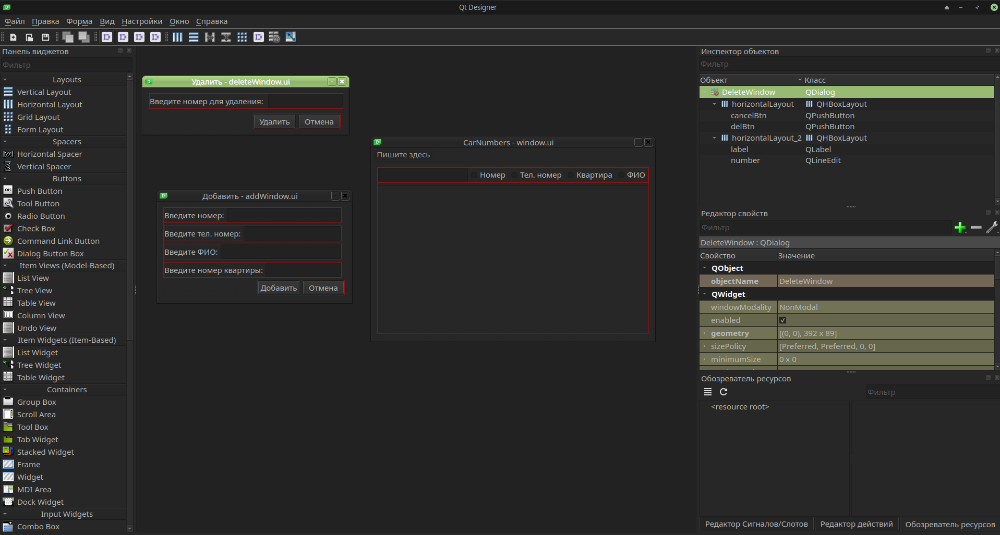 Qt Designer
Файл Правка Форма Вид Настройки Окно Справка
Панель виджетов
Фильтр
Layouts
Vertical Layout
Horizontal Layout
Grid Layout
Form Layout
Spacers
Horizontal Spacer
Vertical Spacer
Buttons
OK Push Button
Tool Button
Radio Button
Check Box
Command Link Button
Dialog Button Box
Item Views (Model-Based)
List View
Tree View
Table View
Column View
Undo View
Item Widgets (Item-Based)
List Widget
Tree Widget
Table Widget
Containers
Group Box
Scroll Area
Tool Box
Tab Widget
Stacked Widget
Frame
Widget
MDI Area
Dock Widget
Input Widgets
Combo Box
Удалить - deleteWindow.ui
Введите номер для удаления:
Удалить Отмена
Добавить - addWindow.ui
Введите номер:
Введите тел. номер:
Введите ФИО:
Введите номер квартиры:
Добавить Отмена
CarNumbers - window.ui
Пишите здесь
Номер Тел. номер Квартира ФИО
Инспектор объектов
Фильтр
Объект Класс
DeleteWindow QDialog
horizontalLayout QHBoxLayout
cancelBtn QPushButton
delBtn QPushButton
horizontalLayout_2 QHBoxLayout
label QLabel
number QLineEdit
Редактор свойств
Фильтр
DeleteWindow : QDialog
Свойство Значение
QObject
objectName DeleteWindow
QWidget
windowModality NonModal
enabled
geometry [(0, 0), 392 x 89]
sizePolicy [Preferred, Preferred, 0, 0]
minimumSize 0 x 0
Обозреватель ресурсов
Фильтр
<resource root>
Редактор Сигналов/Слотов Редактор действий Обозреватель ресурсов